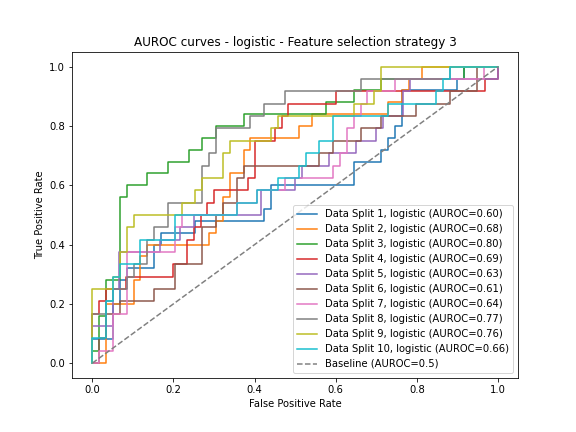 AUROC curves - logistic - Feature selection strategy 3
True Positive Rate
1.0
0.8
0.6
0.4
0.2
0.0
Data Split 1, logistic (AUROC=0.60)
Data Split 2, logistic (AUROC=0.68)
Data Split 3, logistic (AUROC=0.80)
Data Split 4, logistic (AUROC=0.69)
Data Split 5, logistic (AUROC=0.63)
Data Split 6, logistic (AUROC=0.61)
Data Split 7, logistic (AUROC=0.64)
Data Split 8, logistic (AUROC=0.77)
Data Split 9, logistic (AUROC=0.76)
Data Split 10, logistic (AUROC=0.66)
Baseline (AUROC=0.5)
0.0 0.2 0.4 0.6 0.8 1.0
False Positive Rate